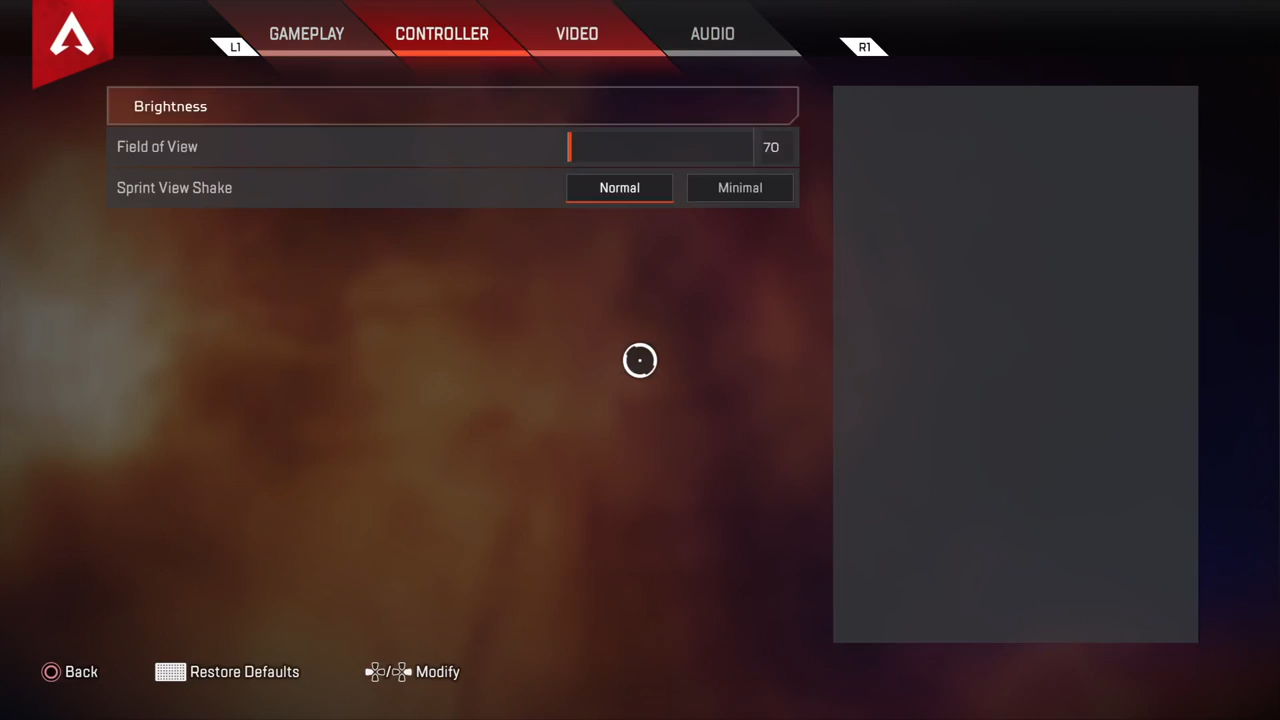 GAMEPLAY
CONTROLLER
VIDEO
AUDIO
L1
R1
Brightness
Field of View
70
Sprint View Shake
Normal
Minimal
Back
Restore Defaults
/
Modify